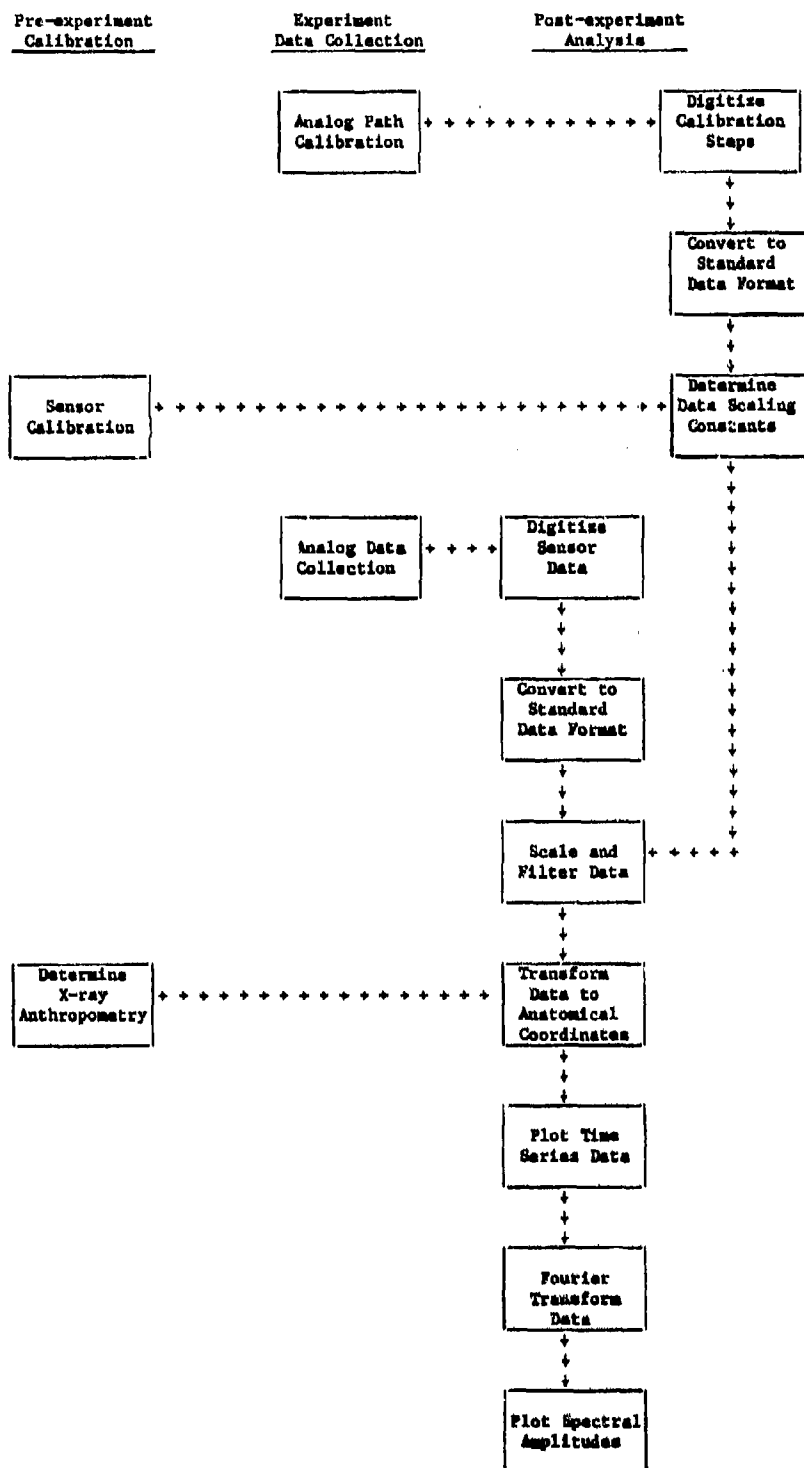 Pre-experiment
Calibration
Experiment
Data Collection
Post-experiment
Analysis
Analog Path
Calibration
Digitize
Calibration
Steps
Convert to
Standard
Data Format
Sensor
Calibration
Determine
Data Scaling
Constants
Analog Data
Collection
Digitize
Sensor
Data
Convert to
Standard
Data Format
Scale and
Filter Data
Determine
X-ray
Anthropometry
Transform
Data to
Anatomical
Coordinates
Plot Time
Series Data
Fourier
Transform
Data
Plot Spectral
Amplitudes